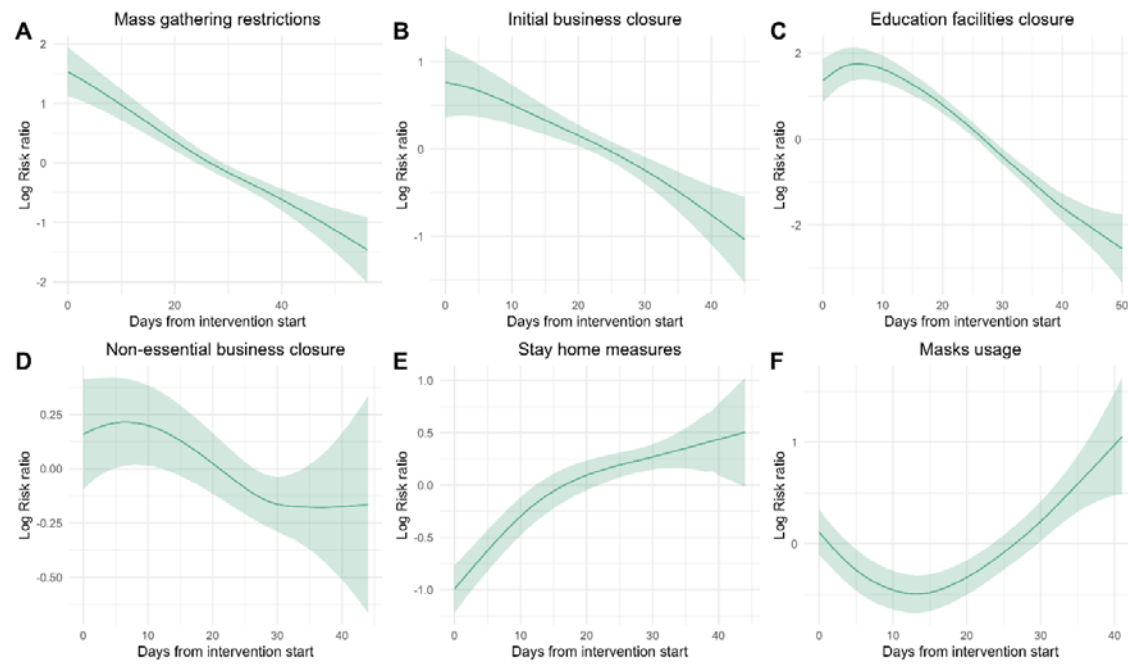 A Mass gathering restrictions
2
1
0
-1
-2
Log Risk ratio
0 20 40
Days from intervention start
B Initial business closure
1
0
-1
Log Risk ratio
0 10 20 30 40
Days from intervention start
C Education facilities closure
2
0
-2
Log Risk ratio
0 10 20 30 40 50
Days from intervention start
D Non-essential business closure
0.25
0.00
-0.25
-0.50
Log Risk ratio
0 10 20 30 40
Days from intervention start
E Stay home measures
1.0
0.5
0.0
-0.5
-1.0
Log Risk ratio
0 10 20 30 40
Days from intervention start
F Masks usage
1
0
Log Risk ratio
0 10 20 30 40
Days from intervention start